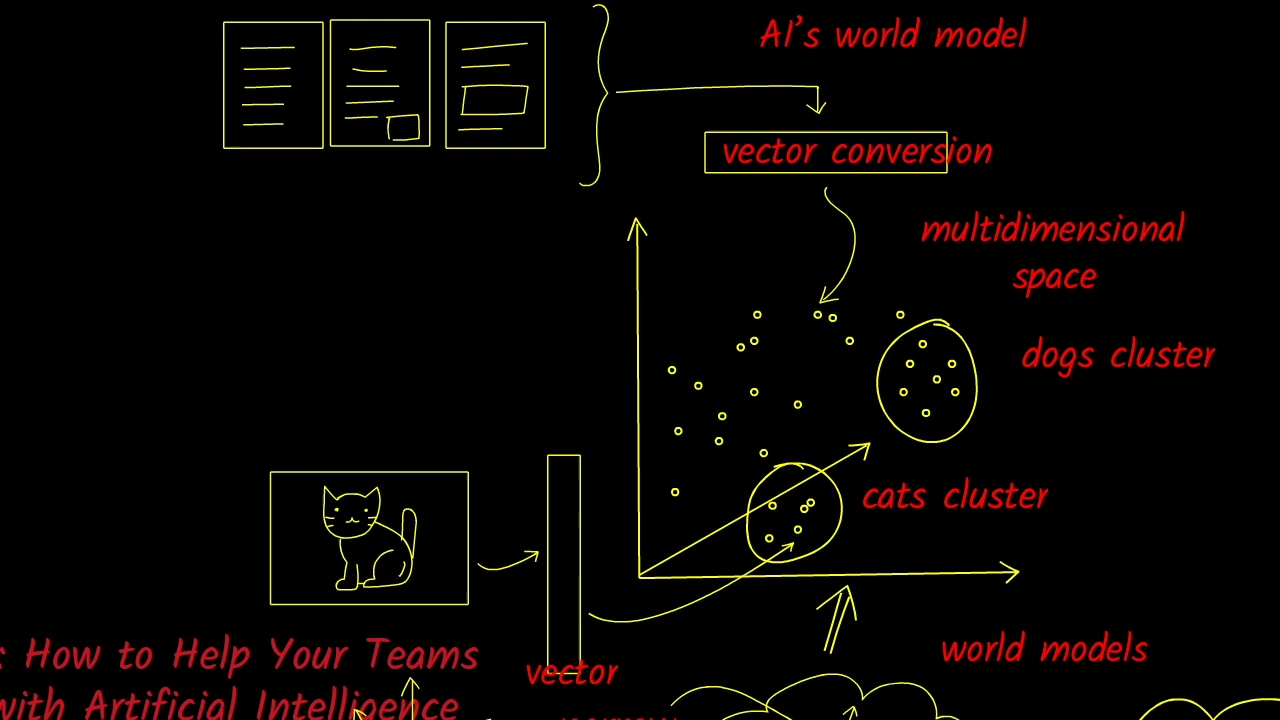 AI's world model
vector conversion
multidimensional
space
dogs cluster
cats cluster
: How to Help Your Teams
with Artificial Intelligence
vector
world models